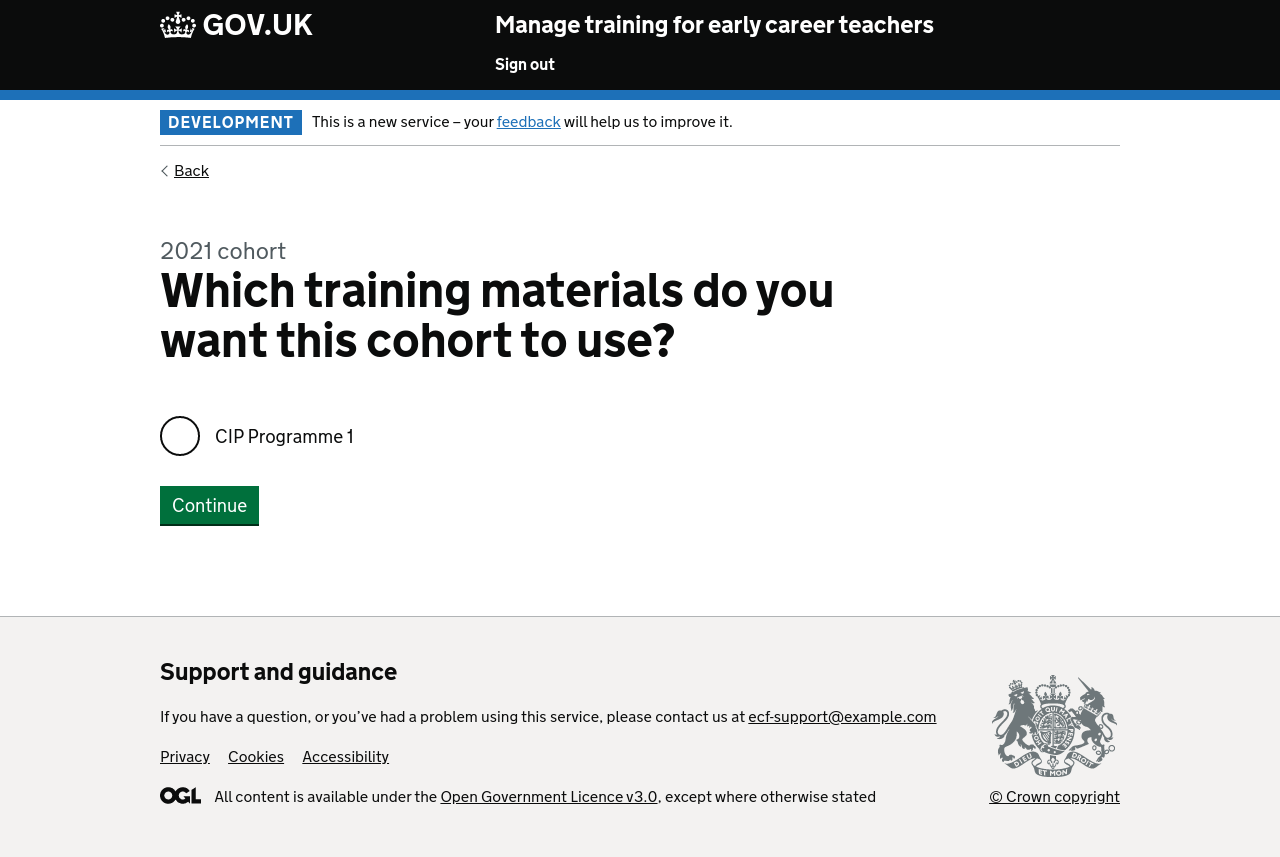 GOV.UK
Manage training for early career teachers
Sign out
DEVELOPMENT This is a new service – your feedback will help us to improve it.
Back
2021 cohort
Which training materials do you
want this cohort to use?
CIP Programme 1
Continue
Support and guidance
If you have a question, or you’ve had a problem using this service, please contact us at ecf-support@example.com
Privacy Cookies Accessibility
OGL All content is available under the Open Government Licence v3.0, except where otherwise stated
DIEU ET MON DROIT
© Crown copyright